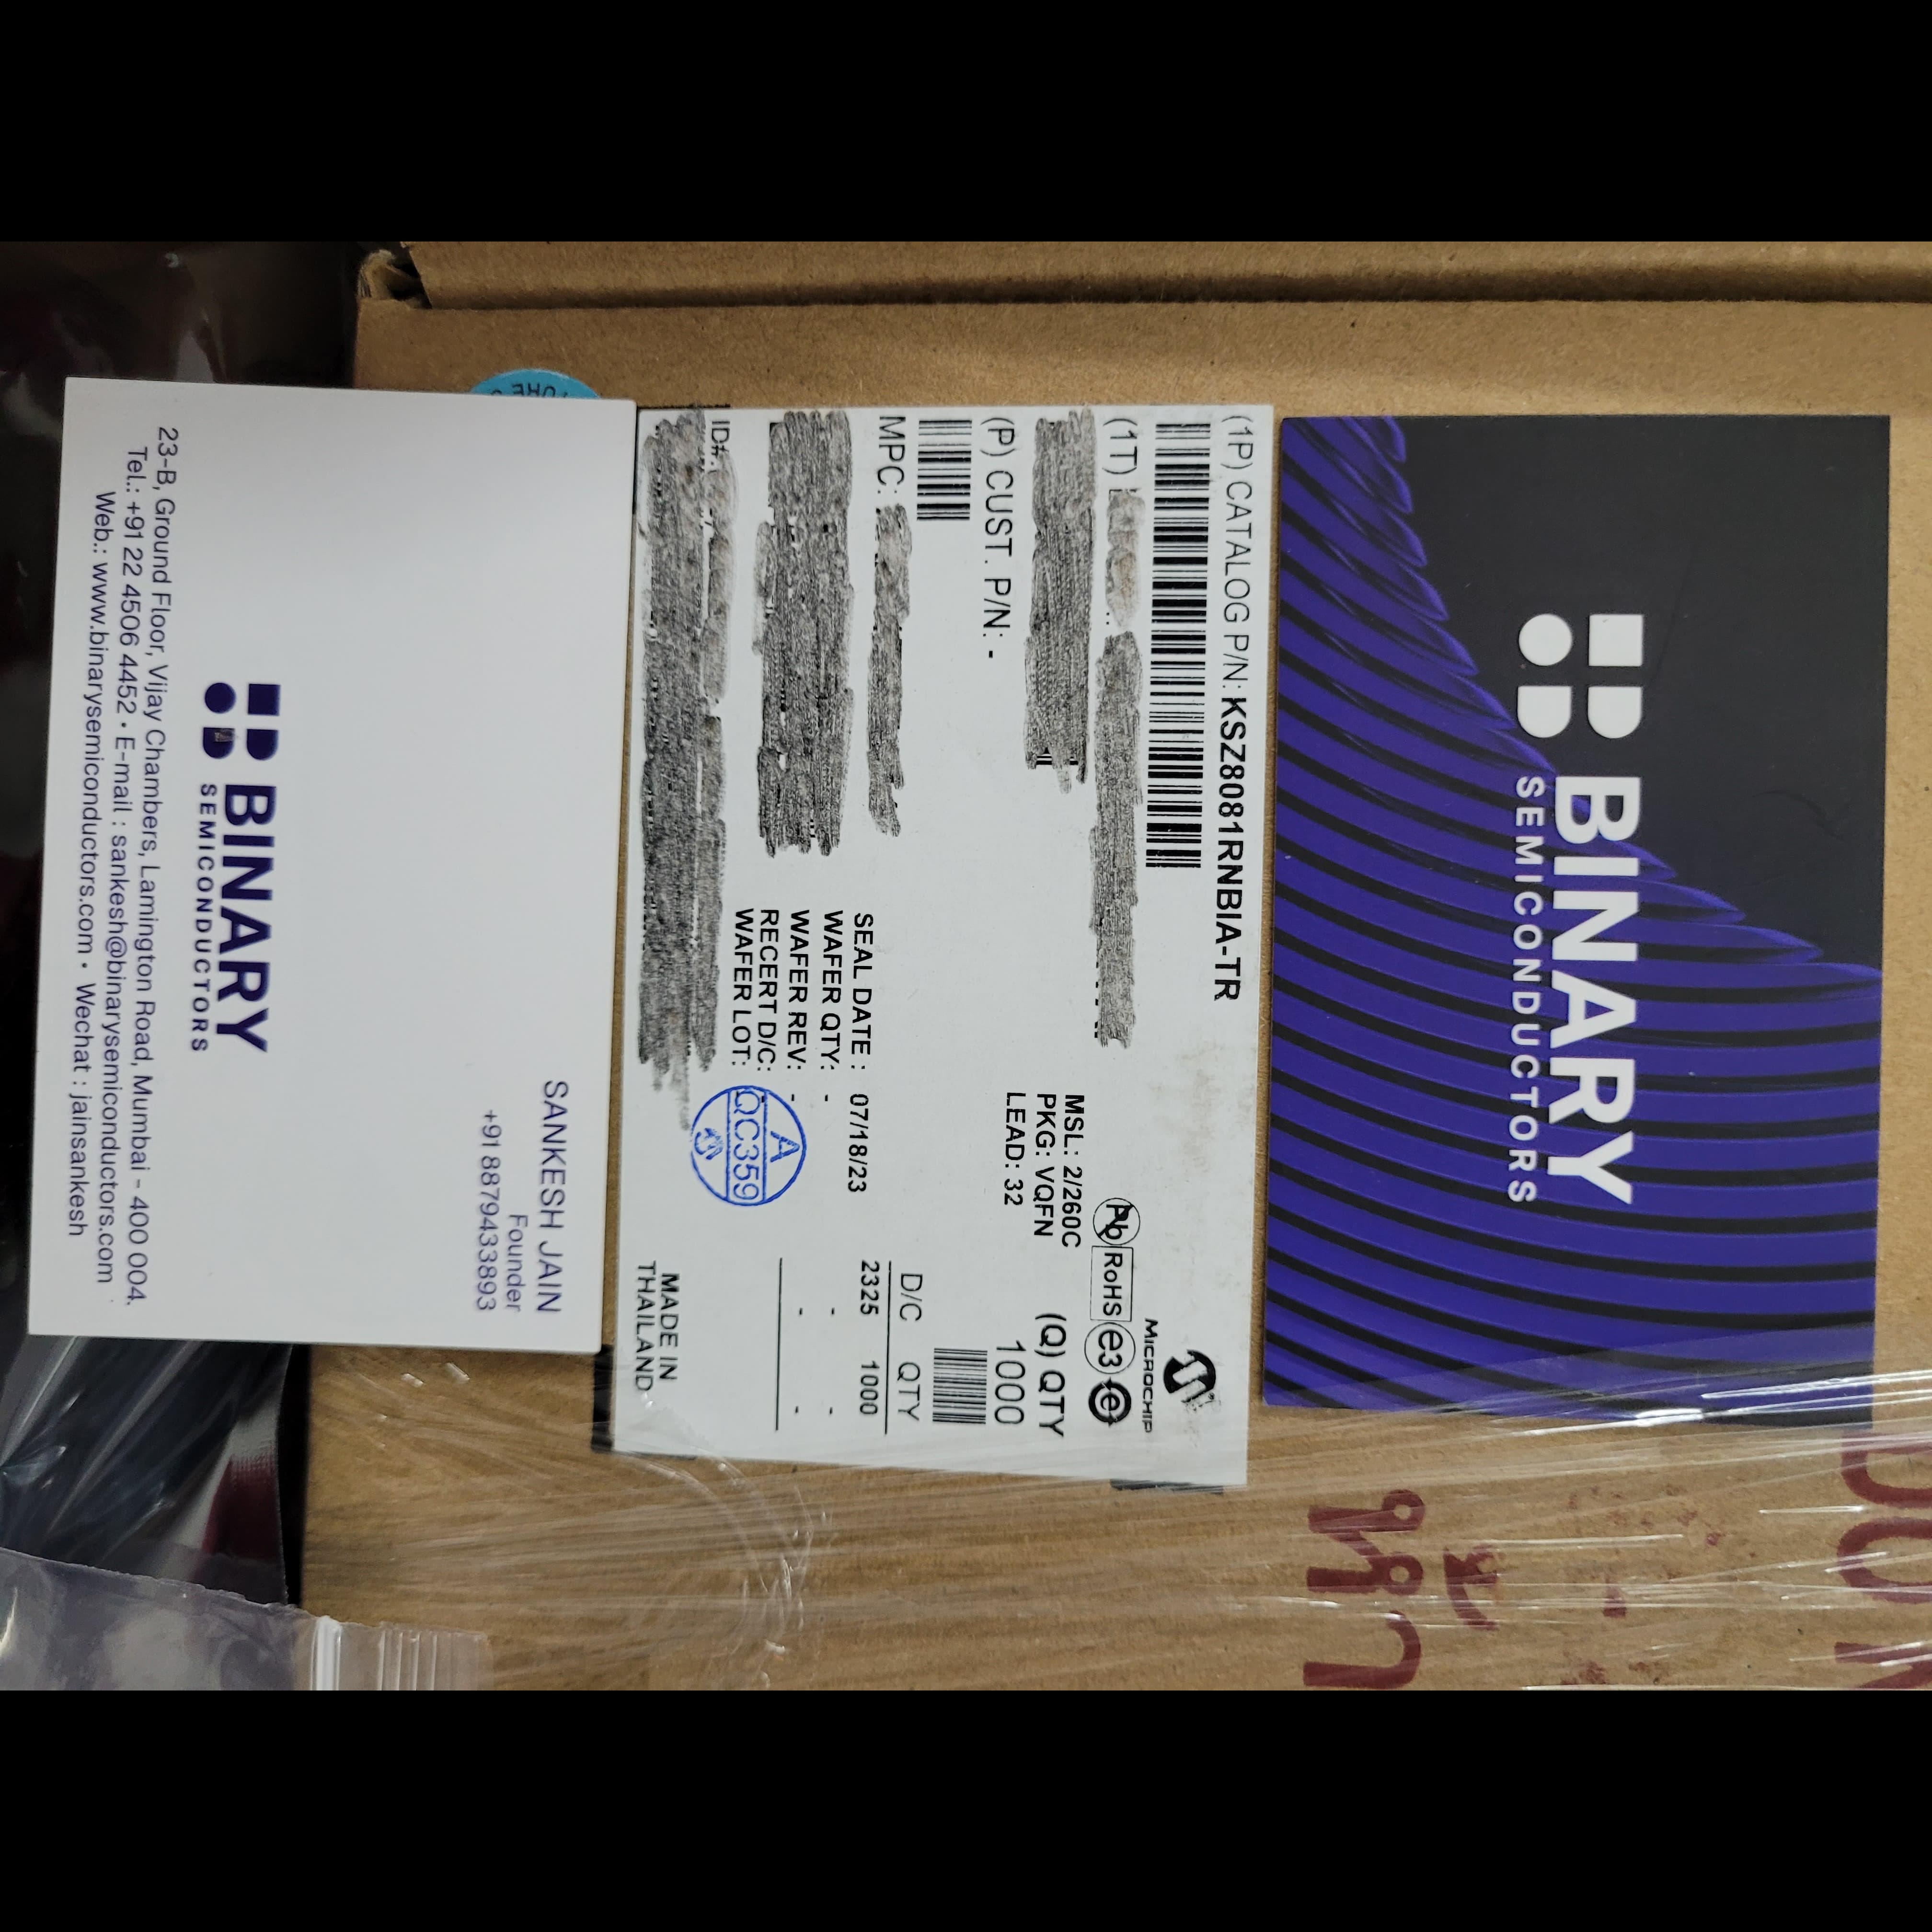 BINARY
SEMICONDUCTORS
(1P) CATALOG P/N: KSZ8081RNBIA-TR
MICROCHIP
(1T)
Pb RoHS e3 e
MSL: 2/260C
PKG: VQFN
LEAD: 32
(Q) QTY
1000
(P) CUST. P/N: -
MPC:
D/C QTY
2325 1000
- -
- -
SEAL DATE : 07/18/23
WAFER QTY: -
WAFER REV: -
RECERT D/C: -
WAFER LOT:
A
QC359
ID#:
MADE IN
THAILAND
SANKESH JAIN
Founder
+91 8879433893
BINARY
SEMICONDUCTORS
23-B, Ground Floor, Vijay Chambers, Lamington Road, Mumbai - 400 004.
Tel.: +91 22 4506 4452 • E-mail : sankesh@binarysemiconductors.com
Web.: www.binarysemiconductors.com • Wechat : jainsankesh